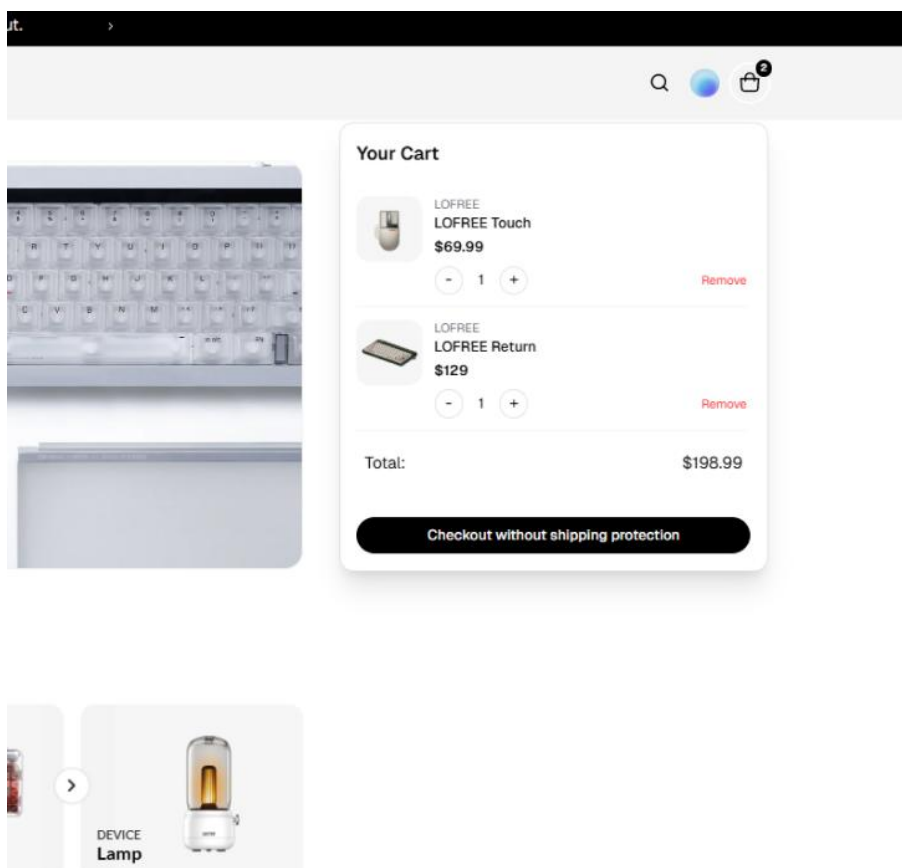 ut.
2
Your Cart
LOFREE
LOFREE Touch
$69.99
- 1 +
Remove
LOFREE
LOFREE Return
$129
- 1 +
Remove
Total:
$198.99
Checkout without shipping protection
DEVICE
Lamp